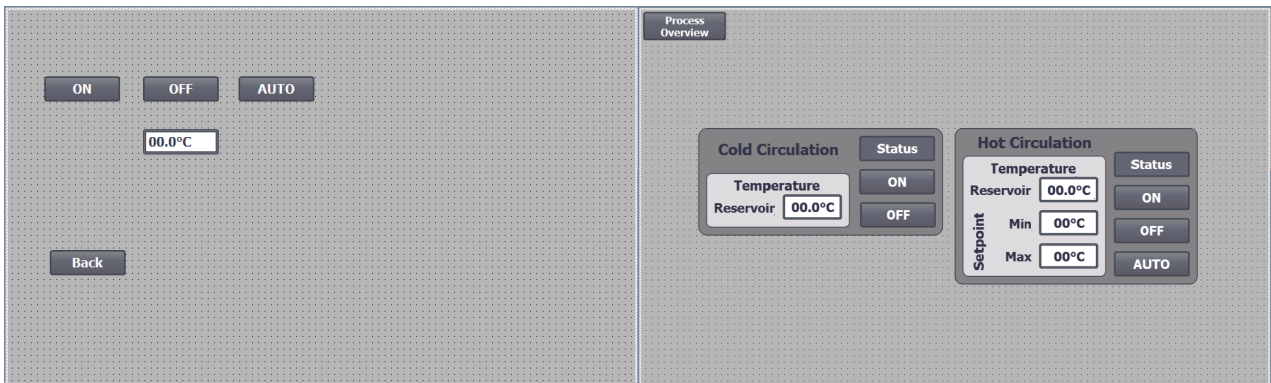 ON OFF AUTO
00.0°C
Back
Process
Overview
Cold Circulation Status
Temperature ON
Reservoir 00.0°C OFF
Hot Circulation
Temperature Status
Reservoir 00.0°C ON
Setpoint
Min 00°C OFF
Max 00°C AUTO